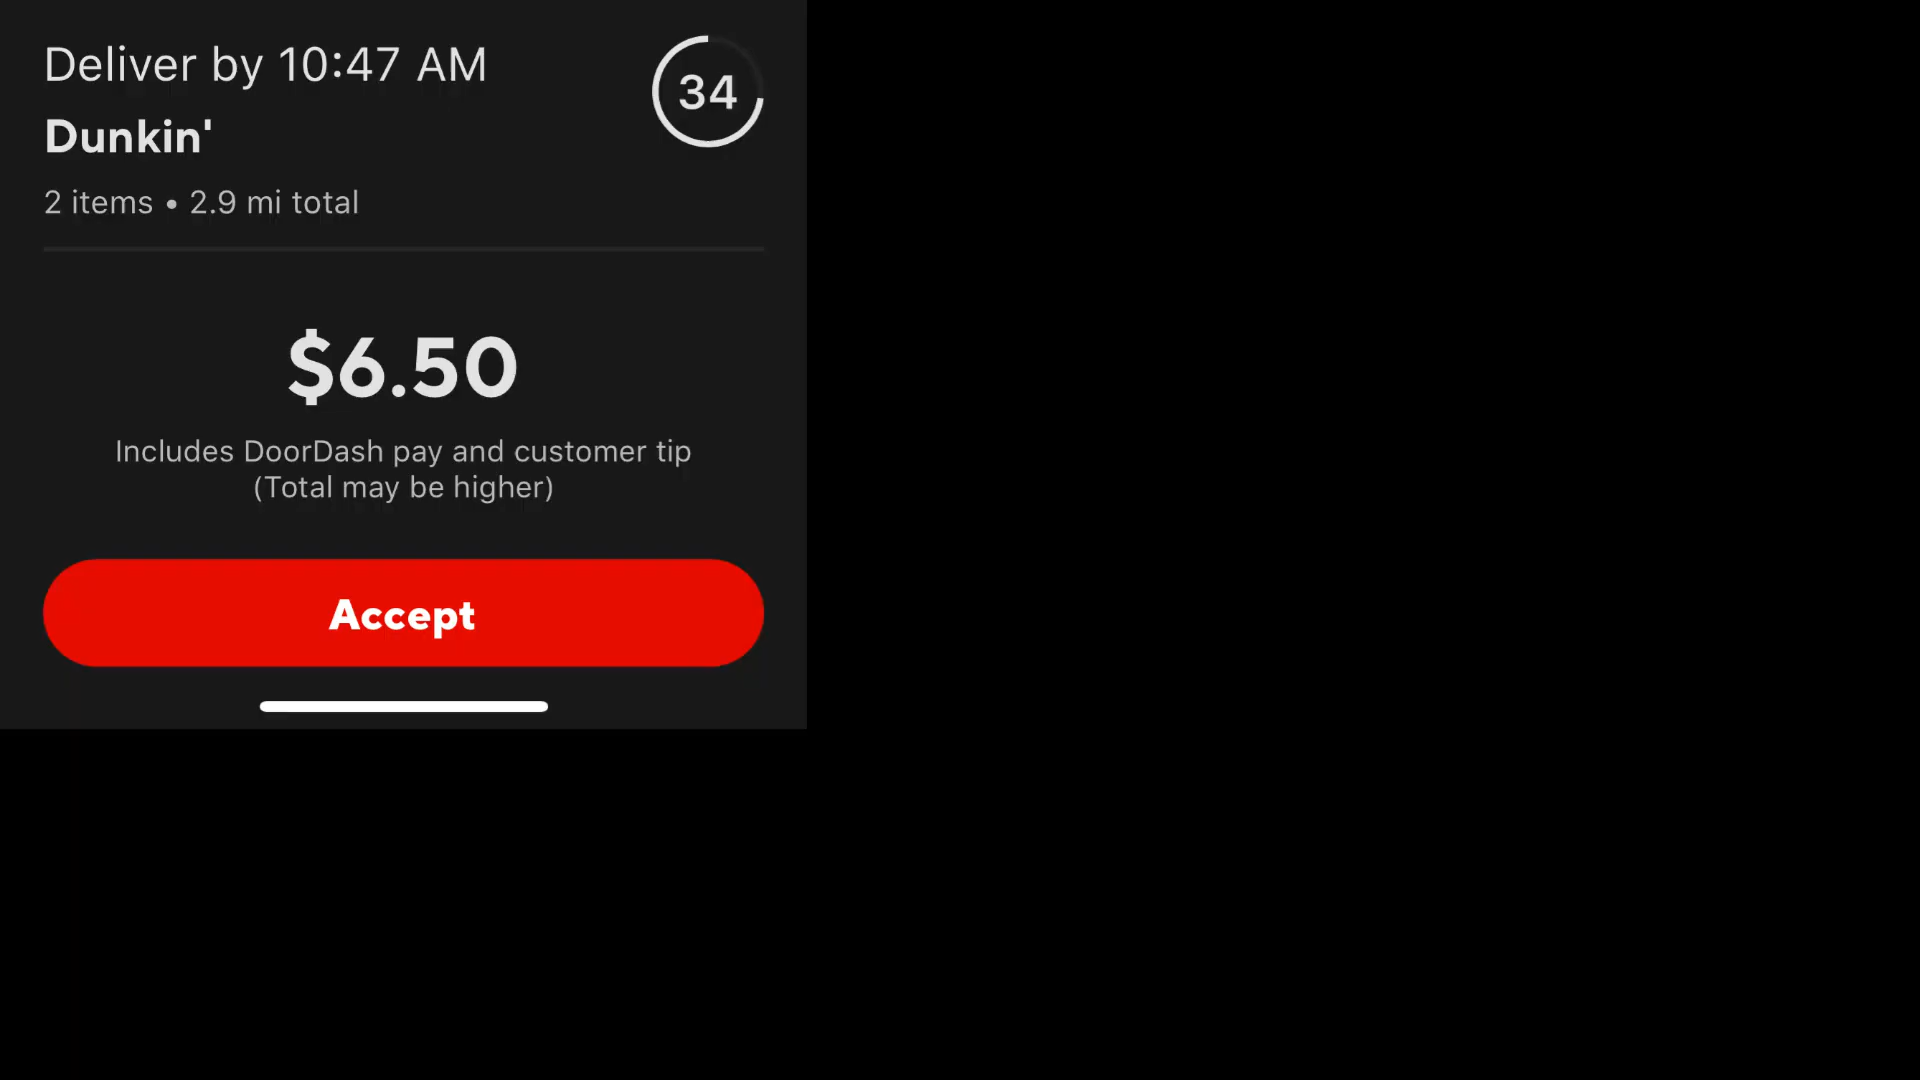 Deliver by 10:47 AM
34
Dunkin'
2 items • 2.9 mi total
$6.50
Includes DoorDash pay and customer tip
(Total may be higher)
Accept